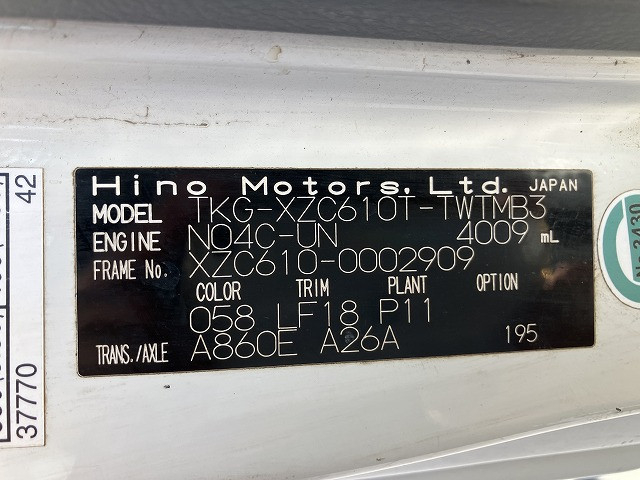 Hino Motors, Ltd. JAPAN
MODEL TKG-XZC610T-TWTMB3
ENGINE N04C-UN 4009 mL
FRAME No. XZC610-0002909
COLOR TRIM PLANT OPTION
058 LF18 P11
TRANS./AXLE A860E A26A 195
42
37770
2430